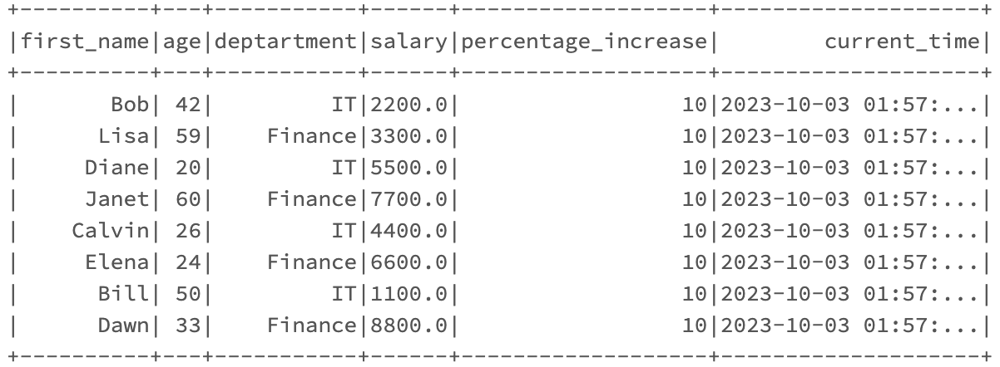 +----------+---+-----------+------+-------------------+--------------------+
|first_name|age|deptartment|salary|percentage_increase|        current_time|
+----------+---+-----------+------+-------------------+--------------------+
|       Bob| 42|         IT|2200.0|                 10|2023-10-03 01:57:...|
|      Lisa| 59|    Finance|3300.0|                 10|2023-10-03 01:57:...|
|     Diane| 20|         IT|5500.0|                 10|2023-10-03 01:57:...|
|     Janet| 60|    Finance|7700.0|                 10|2023-10-03 01:57:...|
|    Calvin| 26|         IT|4400.0|                 10|2023-10-03 01:57:...|
|     Elena| 24|    Finance|6600.0|                 10|2023-10-03 01:57:...|
|      Bill| 50|         IT|1100.0|                 10|2023-10-03 01:57:...|
|      Dawn| 33|    Finance|8800.0|                 10|2023-10-03 01:57:...|
+----------+---+-----------+------+-------------------+--------------------+